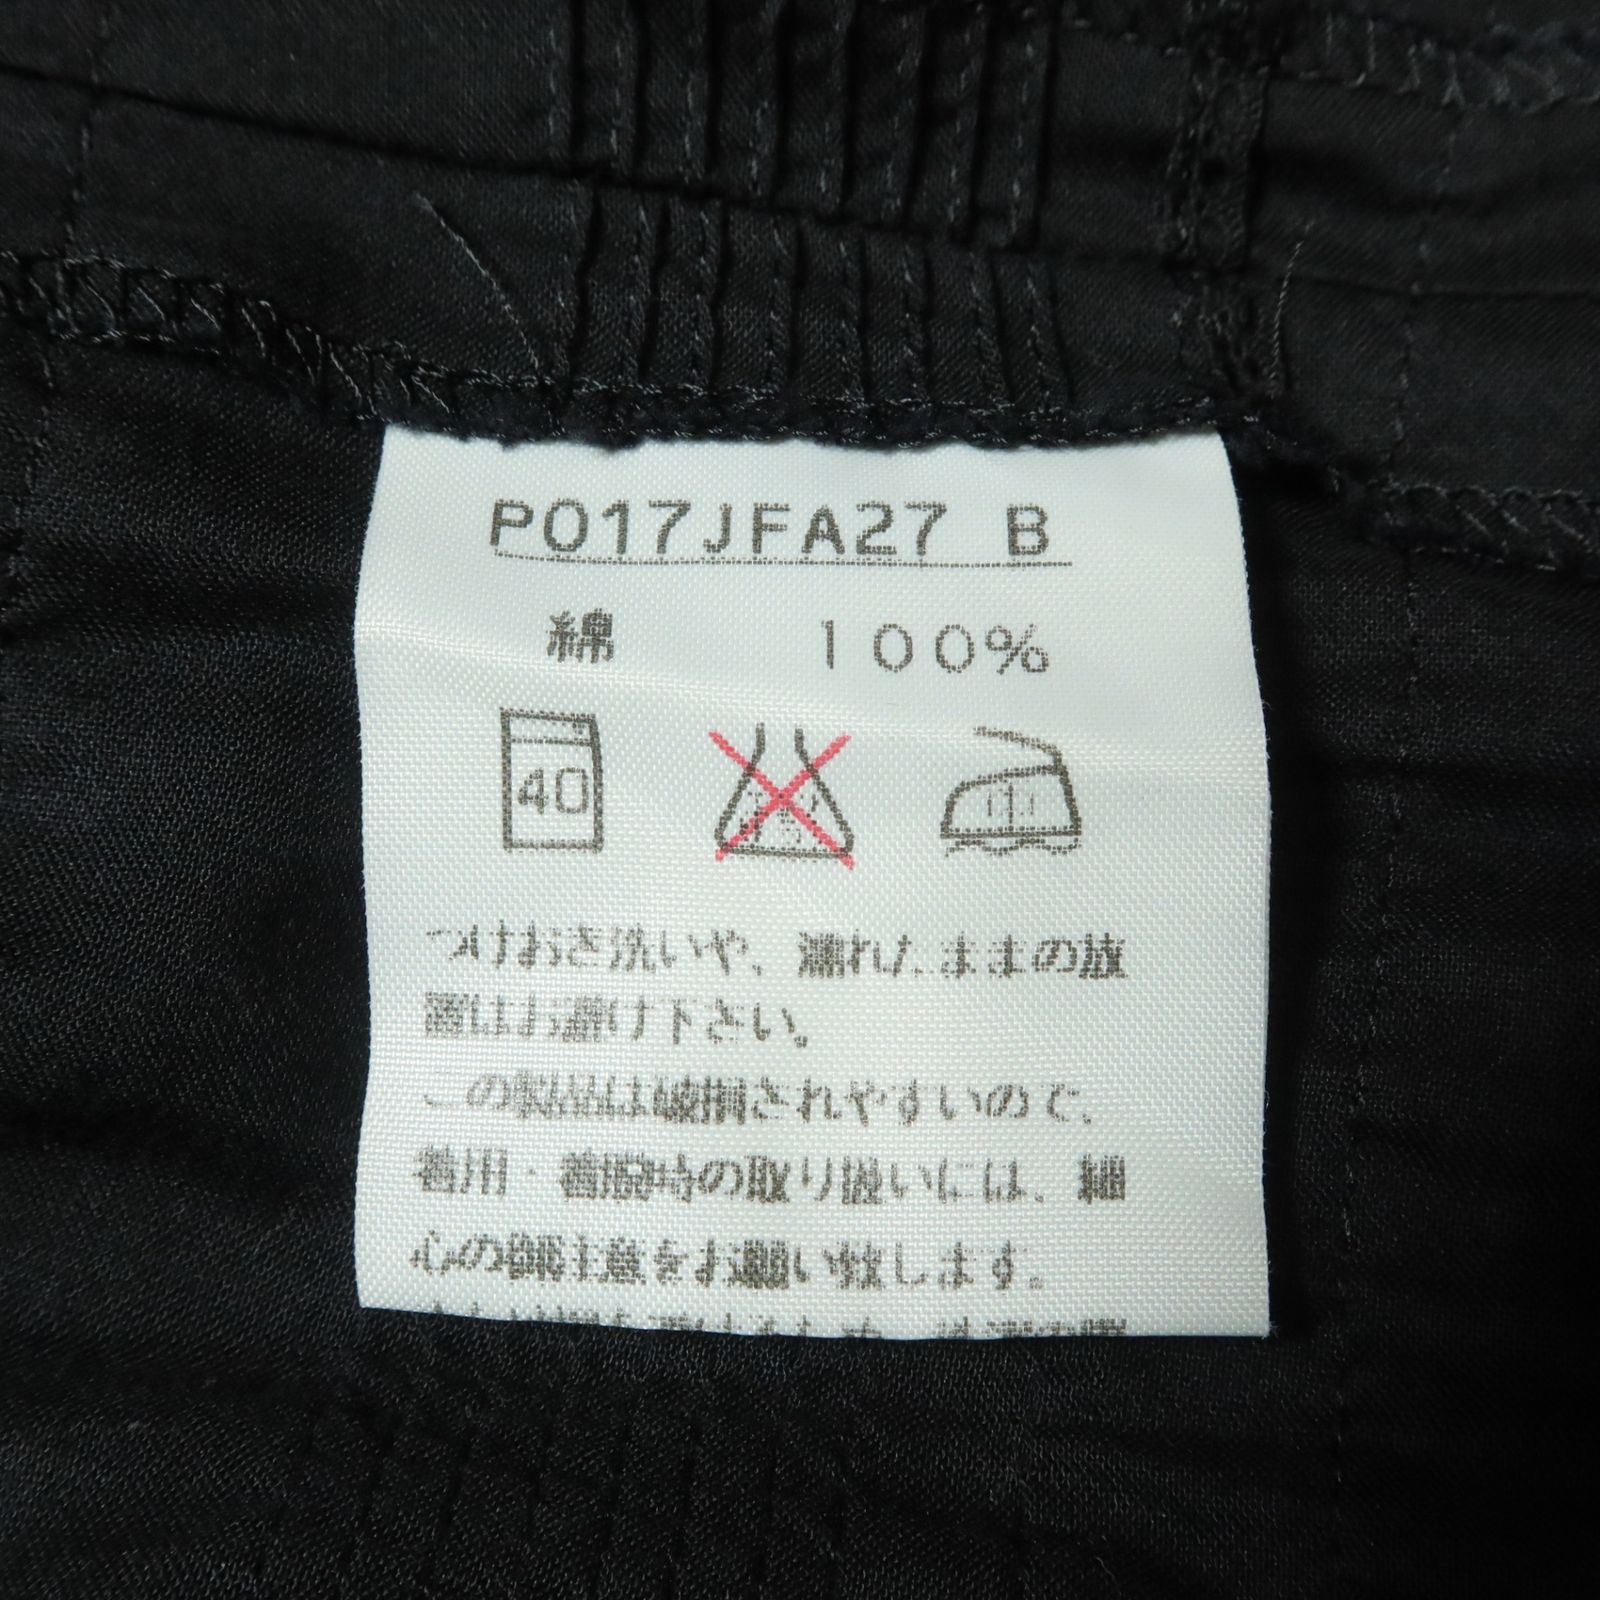 P017JFA27 B
綿 100%
40
つけおき洗いや、濡れたままの放
置はお避け下さい。
この製品は破損されやすいので、
着用・着脱時の取り扱いには、細
心の御注意をお願い致します。